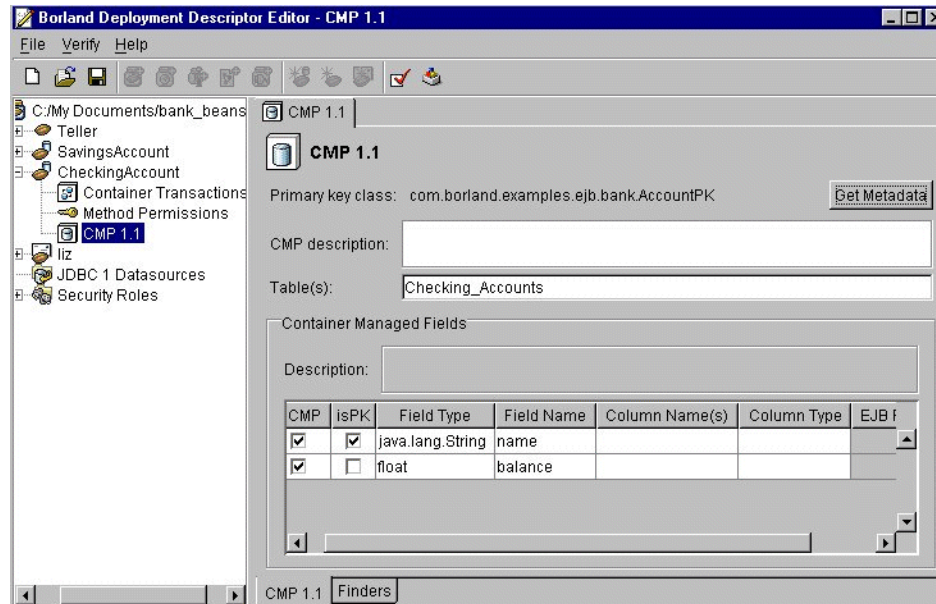 Borland Deployment Descriptor Editor - CMP 1.1
File Verify Help
C:/My Documents/bank_beans
Teller
SavingsAccount
CheckingAccount
Container Transactions
Method Permissions
CMP 1.1
liz
JDBC 1 Datasources
Security Roles
CMP 1.1
CMP 1.1
Primary key class: com.borland.examples.ejb.bank.AccountPK
Get Metadata
CMP description:
Table(s): Checking_Accounts
Container Managed Fields
Description:
CMP isPK Field Type Field Name Column Name(s) Column Type EJB
java.lang.String name
float balance
CMP 1.1 Finders